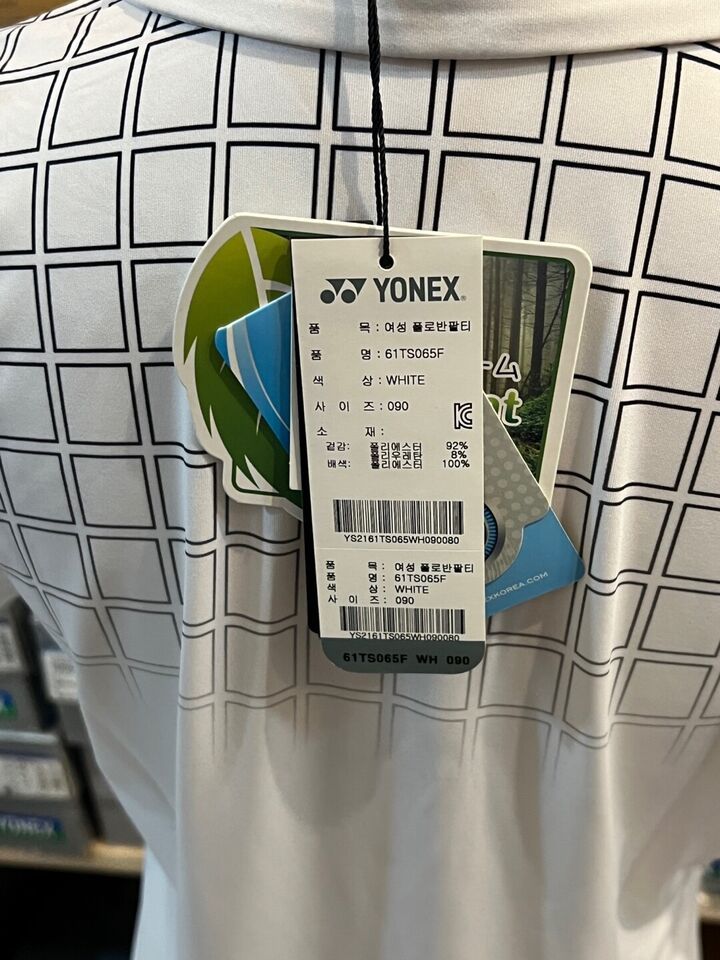 YONEX®
품 목 : 여성 폴로반팔티
품 명 : 61TS065F
색 상 : WHITE
사 이 즈 : 090
소 재 :
겉감: 폴리에스터 92%
폴리우레탄 8%
배색: 폴리에스터 100%
YS2161TS065WH090080
품 목 : 여성 폴로반팔티
품 명 : 61TS065F
색 상 : WHITE
사 이 즈 : 090
YS2161TS065WH090080
61TS065F WH 090
XKOREA.COM
YONEX